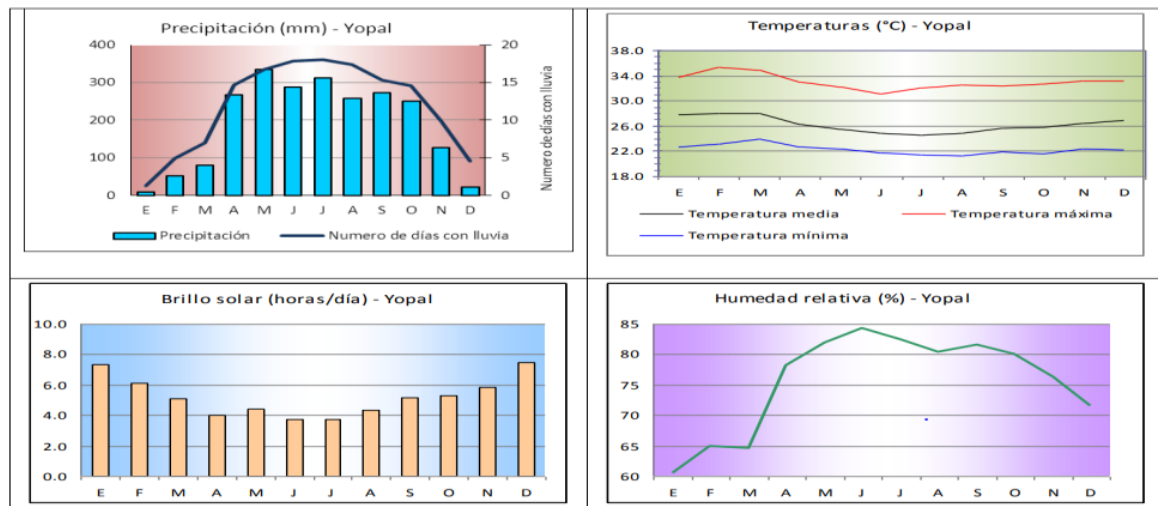 Precipitación (mm) - Yopal
400
300
200
100
0
20
15
10
5
0
Numero de días con lluvia
E F M A M J J A S O N D
Precipitación Numero de días con lluvia
Temperaturas (°C) - Yopal
38.0
34.0
30.0
26.0
22.0
18.0
E F M A M J J A S O N D
Temperatura media Temperatura máxima
Temperatura mínima
Brillo solar (horas/día) - Yopal
10.0
8.0
6.0
4.0
2.0
0.0
E F M A M J J A S O N D
Humedad relativa (%) - Yopal
85
80
75
70
65
60
E F M A M J J A S O N D